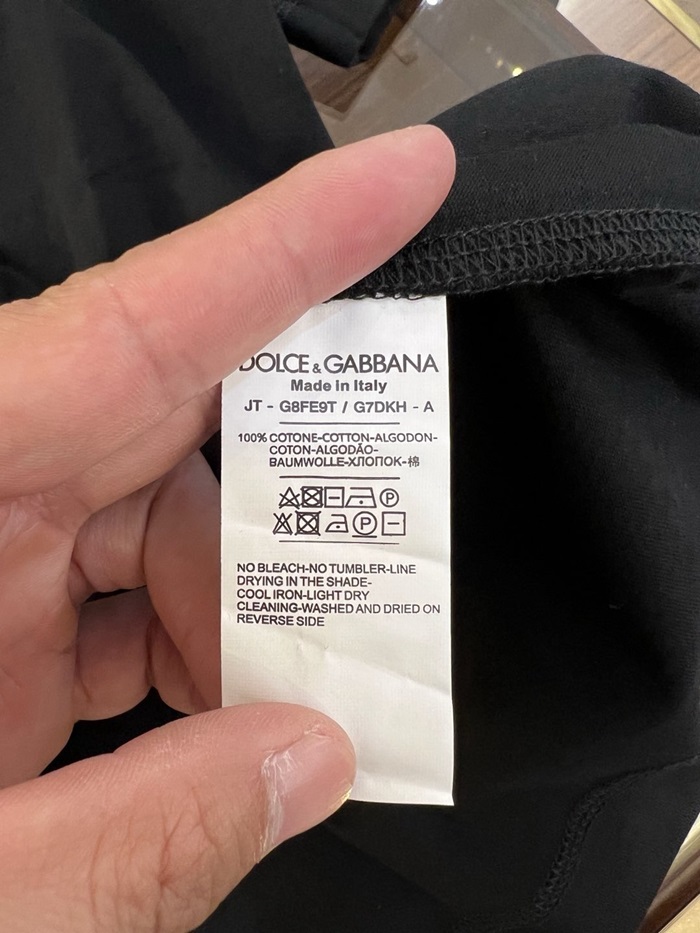 DOLCE & GABBANA
Made in Italy
JT - G8FE9T / G7DKH - A
100% COTONE-COTTON-ALGODON-
COTON-ALGODÃO-
BAUMWOLLE-ХЛОПОК-棉
P
P
NO BLEACH-NO TUMBLER-LINE
DRYING IN THE SHADE-
COOL IRON-LIGHT DRY
CLEANING-WASHED AND DRIED ON
REVERSE SIDE